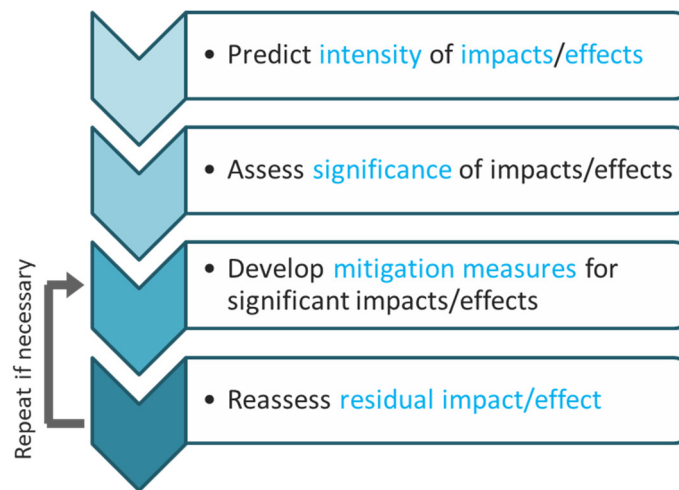 • Predict intensity of impacts/effects
• Assess significance of impacts/effects
• Develop mitigation measures for
significant impacts/effects
• Reassess residual impact/effect
Repeat if necessary